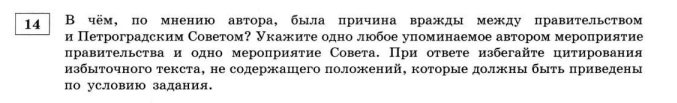 14
В чём, по мнению автора, была причина вражды между правительством
и Петроградским Советом? Укажите одно любое упоминаемое автором мероприятие
правительства и одно мероприятие Совета. При ответе избегайте цитирования
избыточного текста, не содержащего положений, которые должны быть приведены
по условию задания.